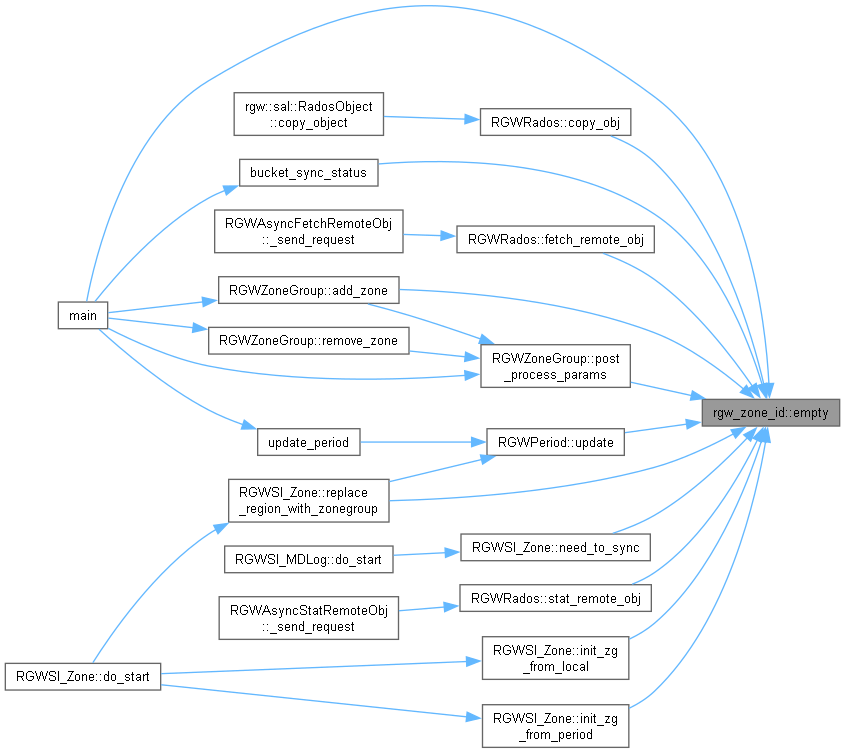 rgw::sal::RadosObject
::copy_object
RGWRados::copy_obj
bucket_sync_status
RGWAsyncFetchRemoteObj
::_send_request
RGWRados::fetch_remote_obj
RGWZoneGroup::add_zone
main
RGWZoneGroup::remove_zone
RGWZoneGroup::post
_process_params
rgw_zone_id::empty
update_period
RGWPeriod::update
RGWSI_Zone::replace
_region_with_zonegroup
RGWSI_Zone::need_to_sync
RGWSI_MDLog::do_start
RGWRados::stat_remote_obj
RGWAsyncStatRemoteObj
::_send_request
RGWSI_Zone::init_zg
_from_local
RGWSI_Zone::do_start
RGWSI_Zone::init_zg
_from_period